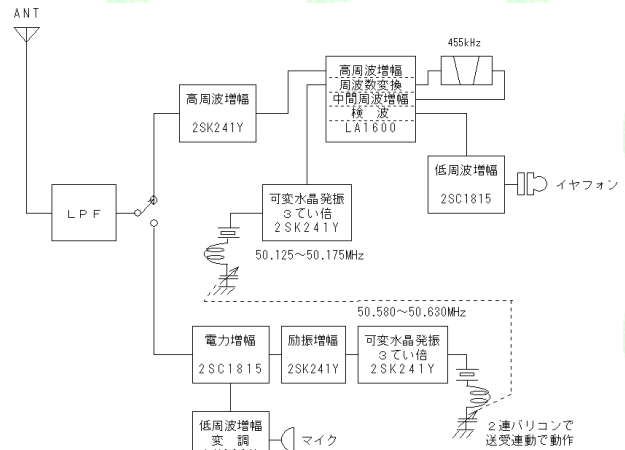 ANT
455kHz
高周波増幅
周波数変換
中間周波増幅
検 波
LA1600
高周波増幅
2SK241Y
低周波増幅
2SC1815
イヤフォン
LPF
可変水晶発振
3てい倍
2SK241Y
50.125～50.175MHz
50.580～50.630MHz
電力増幅
2SC1815
励振増幅
2SK241Y
可変水晶発振
3てい倍
2SK241Y
低周波増幅
変 調
マイク
2連バリコンで
送受連動で動作